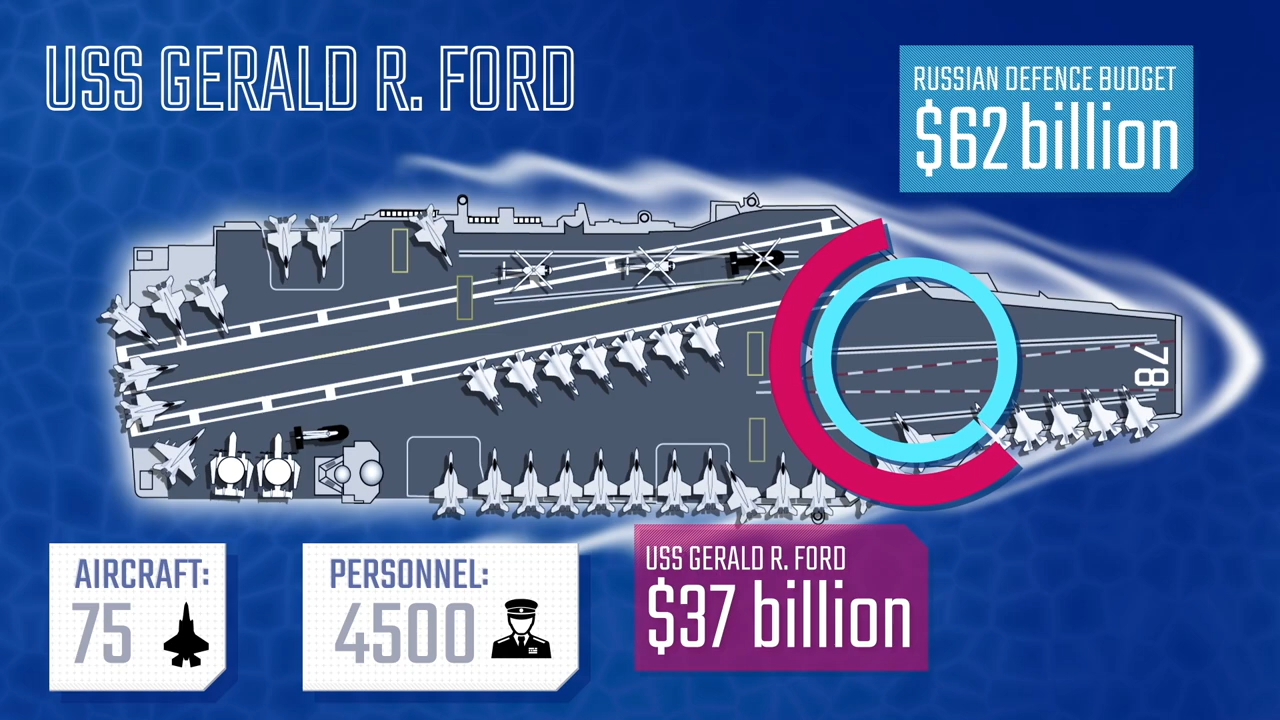 USS GERALD R. FORD
RUSSIAN DEFENCE BUDGET
$62 billion
78
AIRCRAFT:
75
PERSONNEL:
4500
USS GERALD R. FORD
$37 billion